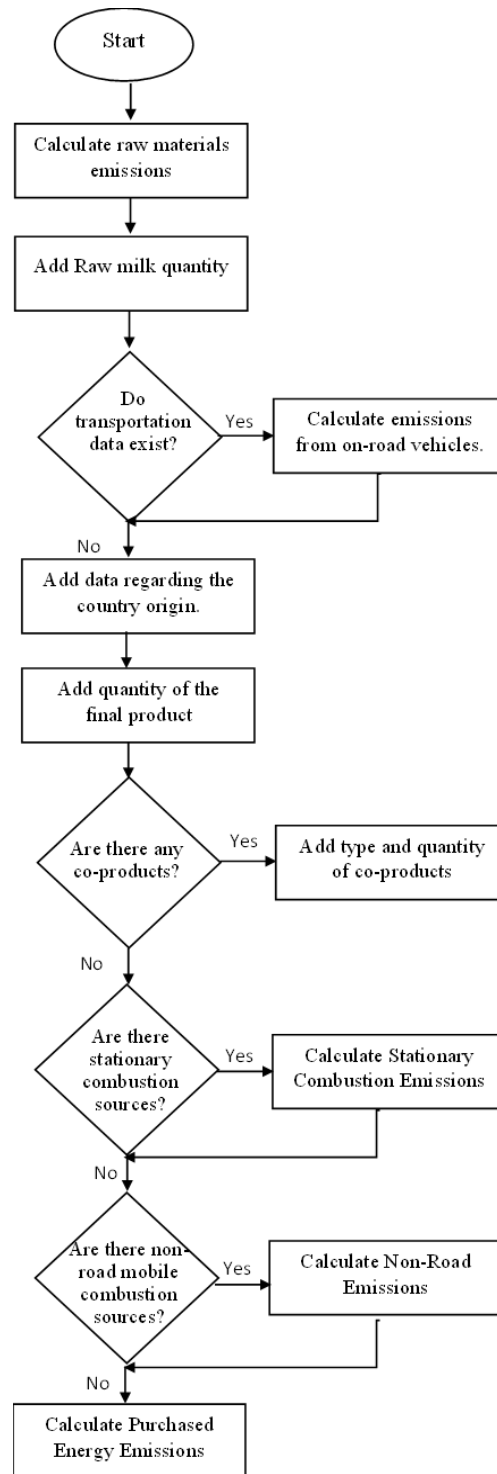 Start
Calculate raw materials
emissions
Add Raw milk quantity
Do
transportation
data exist?
Yes
Calculate emissions
from on-road vehicles.
No
Add data regarding the
country origin.
Add quantity of the
final product
Are there any
co-products?
Yes
Add type and quantity
of co-products
No
Are there
stationary
combustion
sources?
Yes
Calculate Stationary
Combustion Emissions
No
Are there non-
road mobile
combustion
sources?
Yes
Calculate Non-Road
Emissions
No
Calculate Purchased
Energy Emissions